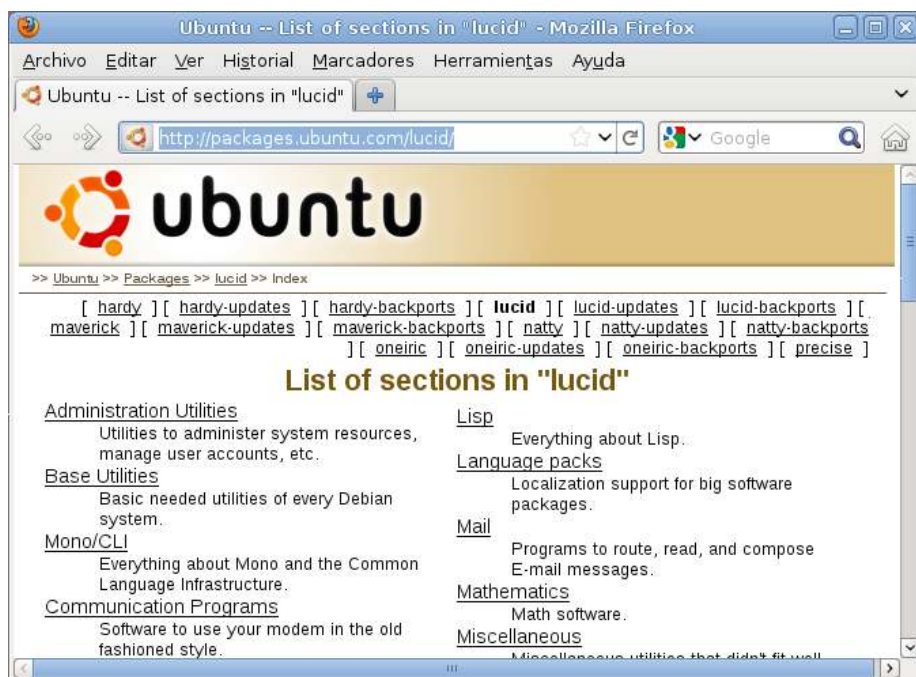 Ubuntu -- List of sections in "lucid" - Mozilla Firefox
Archivo Editar Ver Historial Marcadores Herramientas Ayuda
Ubuntu -- List of sections in "lucid"
http://packages.ubuntu.com/lucid/ Google
ubuntu
>> Ubuntu >> Packages >> lucid >> Index
[ hardy ] [ hardy-updates ] [ hardy-backports ] [ lucid ] [ lucid-updates ] [ lucid-backports ] [
maverick ] [ maverick-updates ] [ maverick-backports ] [ natty ] [ natty-updates ] [ natty-backports
] [ oneiric ] [ oneiric-updates ] [ oneiric-backports ] [ precise ]
List of sections in "lucid"
Administration Utilities
Utilities to administer system resources,
manage user accounts, etc.
Base Utilities
Basic needed utilities of every Debian
system.
Mono/CLI
Everything about Mono and the Common
Language Infrastructure.
Communication Programs
Software to use your modem in the old
fashioned style.
Lisp
Everything about Lisp.
Language packs
Localization support for big software
packages.
Mail
Programs to route, read, and compose
E-mail messages.
Mathematics
Math software.
Miscellaneous
Miscellaneous utilities that didn't fit well